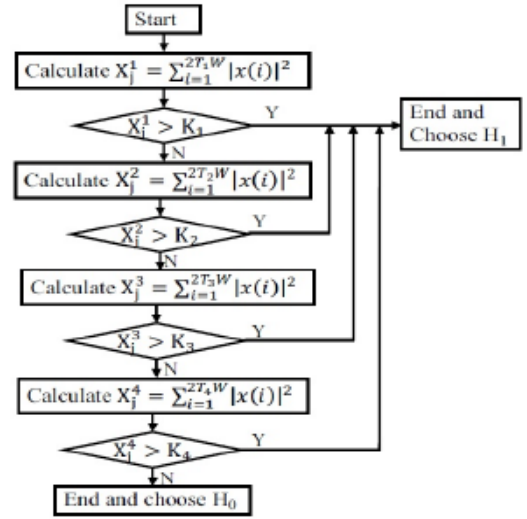 Start
Calculate X_j^1 = ∑_{i=1}^{2T_1W} |x(i)|^2
X_j^1 > K_1
Y
End and
Choose H_1
N
Calculate X_j^2 = ∑_{i=1}^{2T_2W} |x(i)|^2
X_j^2 > K_2
Y
N
Calculate X_j^3 = ∑_{i=1}^{2T_3W} |x(i)|^2
X_j^3 > K_3
Y
N
Calculate X_j^4 = ∑_{i=1}^{2T_4W} |x(i)|^2
X_j^4 > K_4
Y
N
End and choose H_0